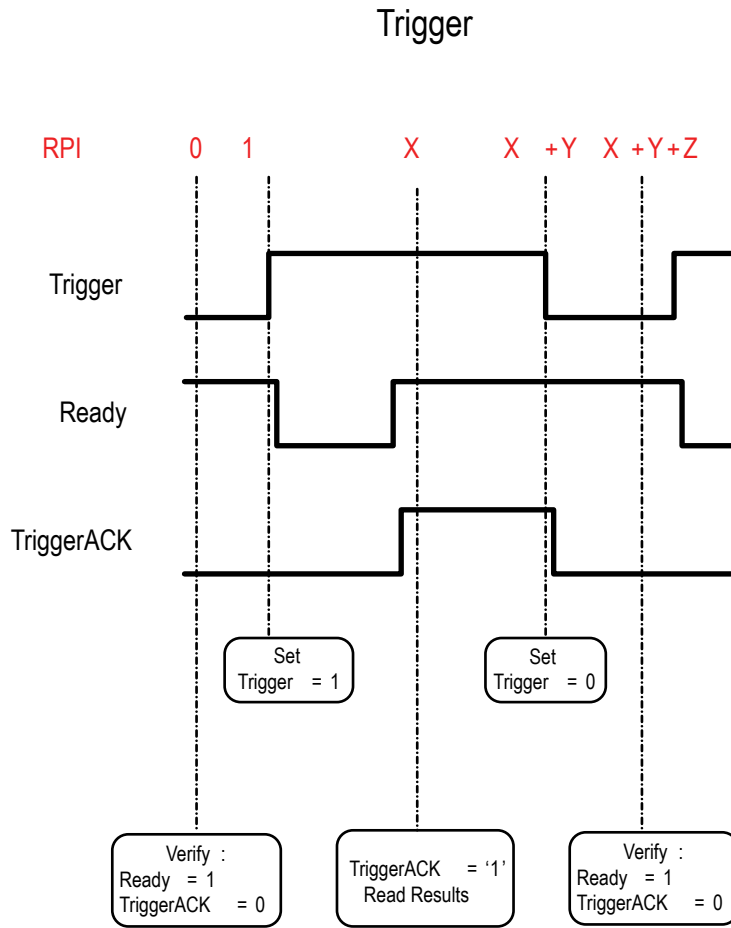 Trigger
RPI 0 1 X X +Y X +Y+Z
Trigger
Ready
TriggerACK
Set
Trigger = 1
Set
Trigger = 0
Verify :
Ready = 1
TriggerACK = 0
TriggerACK = ‘1’
Read Results
Verify :
Ready = 1
TriggerACK = 0